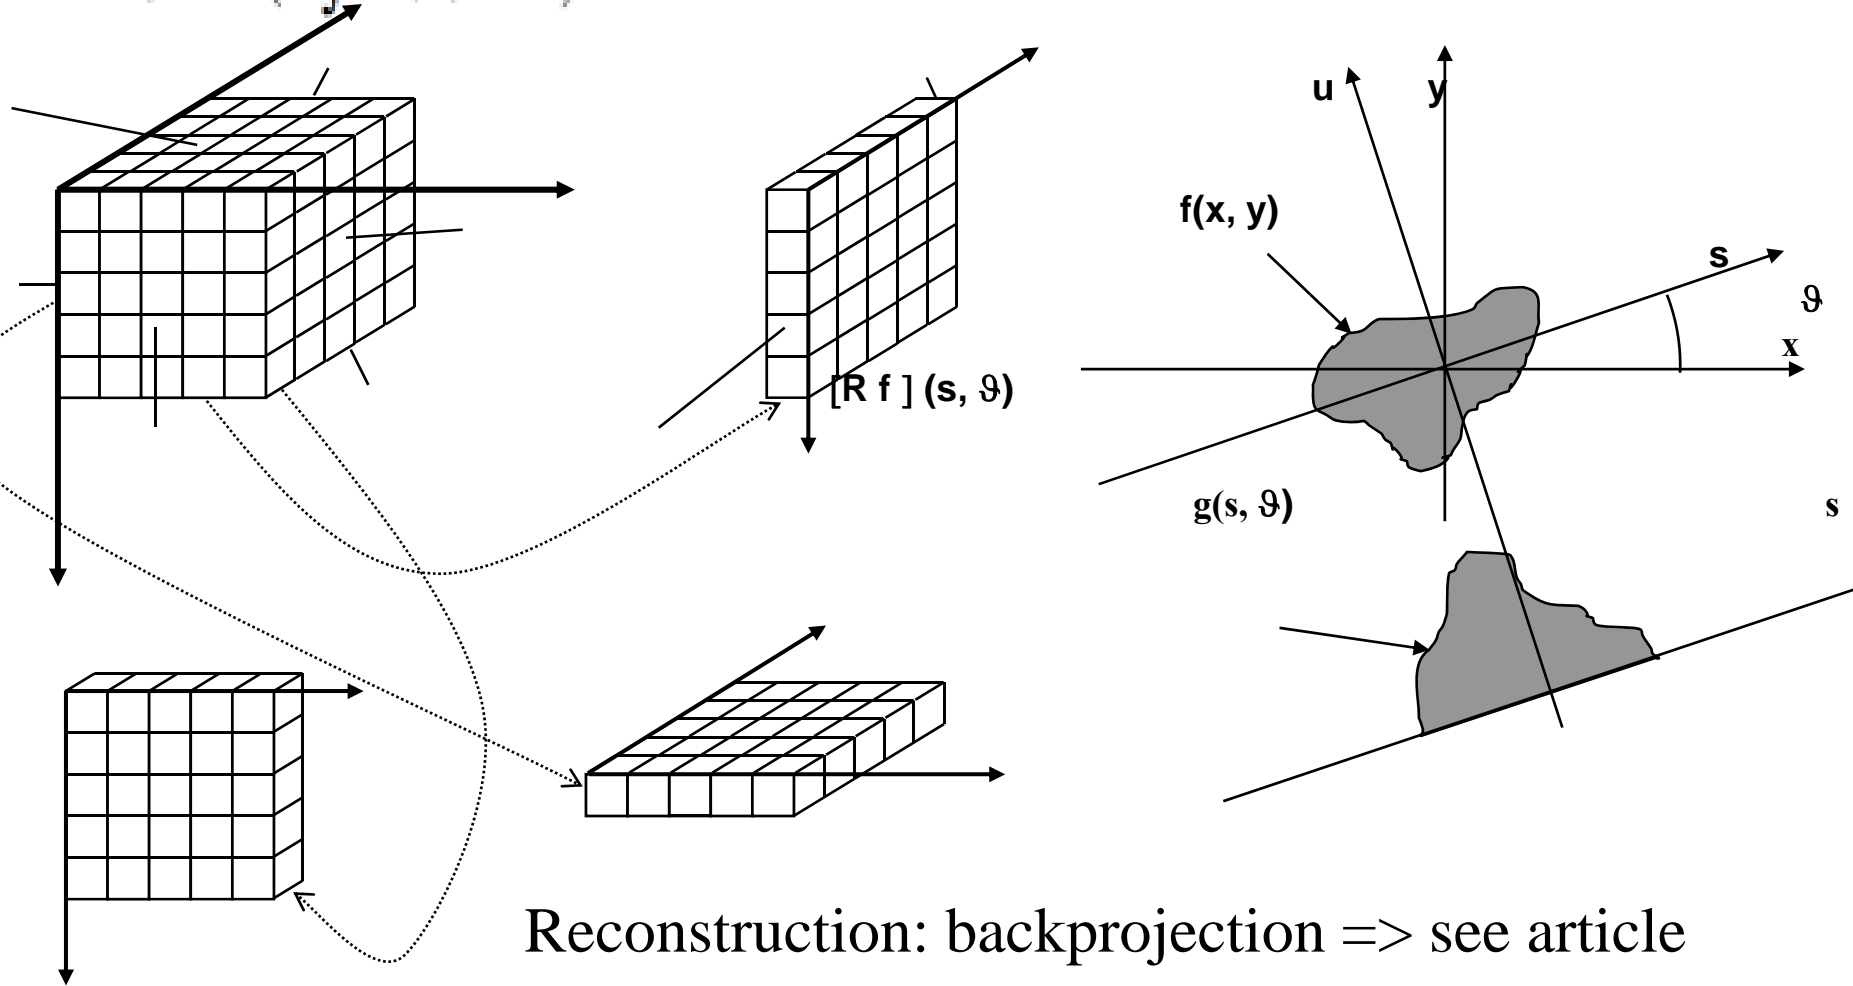 u
y
f(x, y)
s
ϑ
x
[R f ] (s, ϑ)
g(s, ϑ)
s
Reconstruction: backprojection => see article